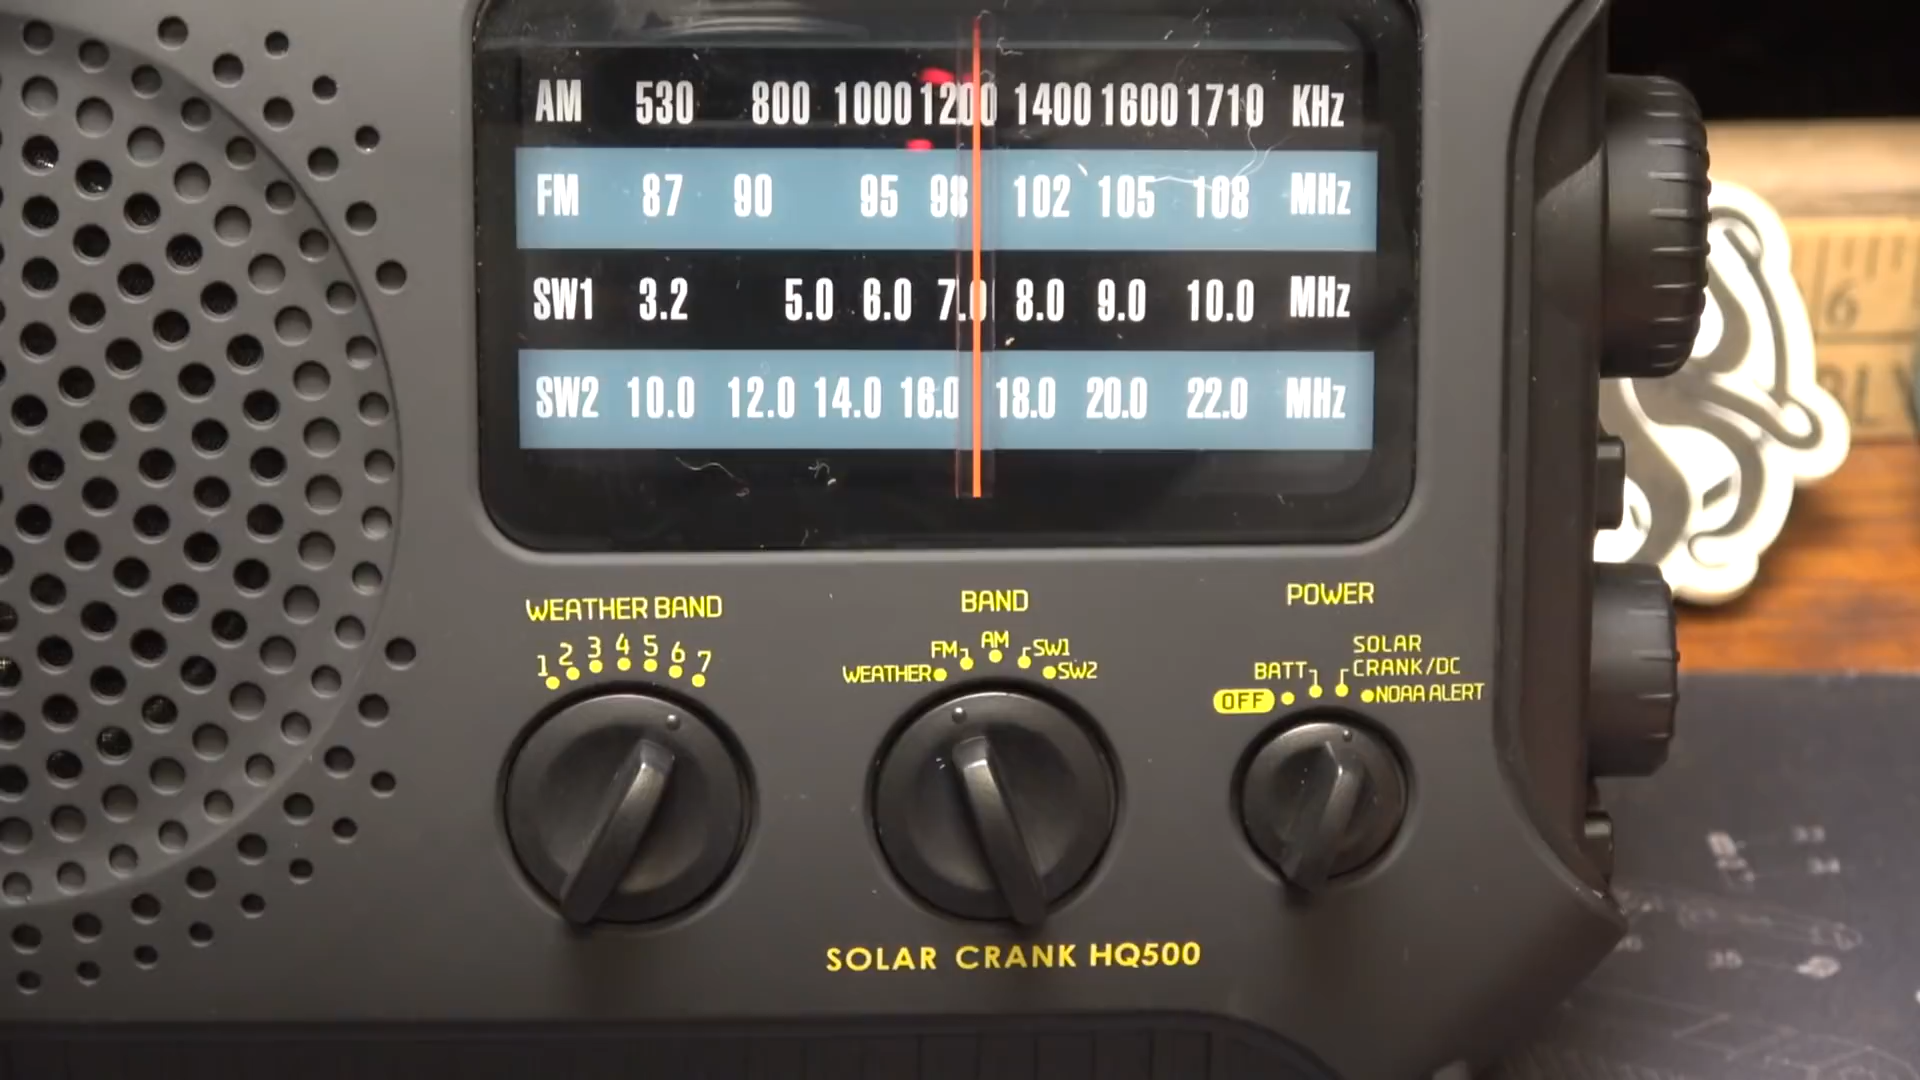 AM 530 800 1000 1200 1400 1600 1710 KHz
FM 87 90 95 98 102 105 108 MHz
SW1 3.2 5.0 6.0 7.0 8.0 9.0 10.0 MHz
SW2 10.0 12.0 14.0 16.0 18.0 20.0 22.0 MHz
WEATHER BAND
1 2 3 4 5 6 7
BAND
WEATHER FM AM SW1 SW2
POWER
OFF BATT SOLAR
CRANK/DC
NOAA ALERT
SOLAR CRANK HQ500
6
33
34
35